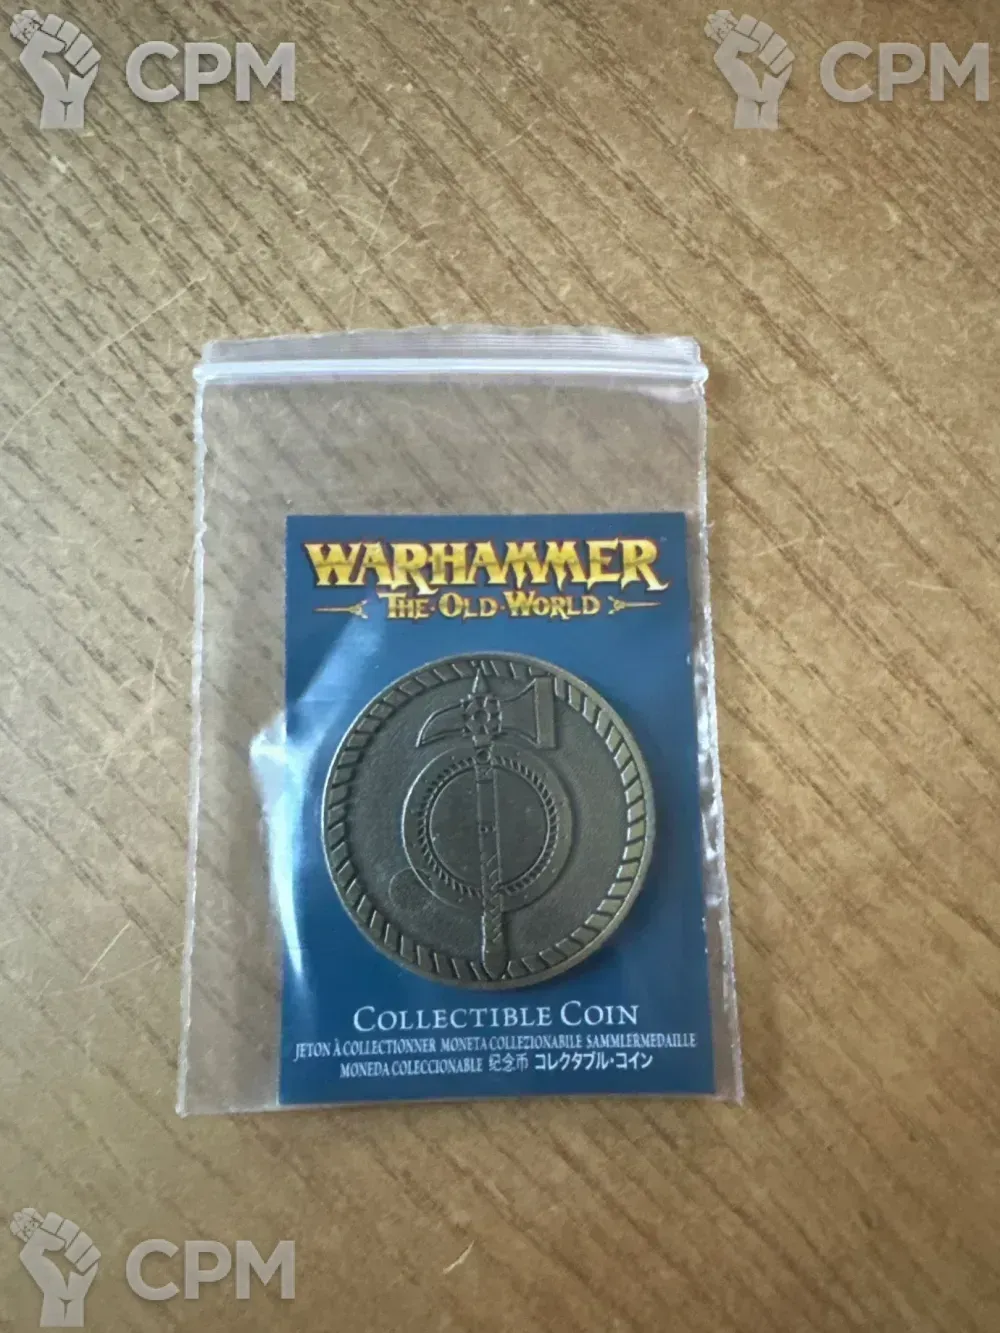 CPM CPM
WARHAMMER
THE·OLD·WORLD
COLLECTIBLE COIN
JETON À COLLECTIONNER MONETA COLLEZIONABILE SAMMLERMEDAILLE
MONEDA COLECCIONABLE 纪念币 コレクタブル·コイン
CPM